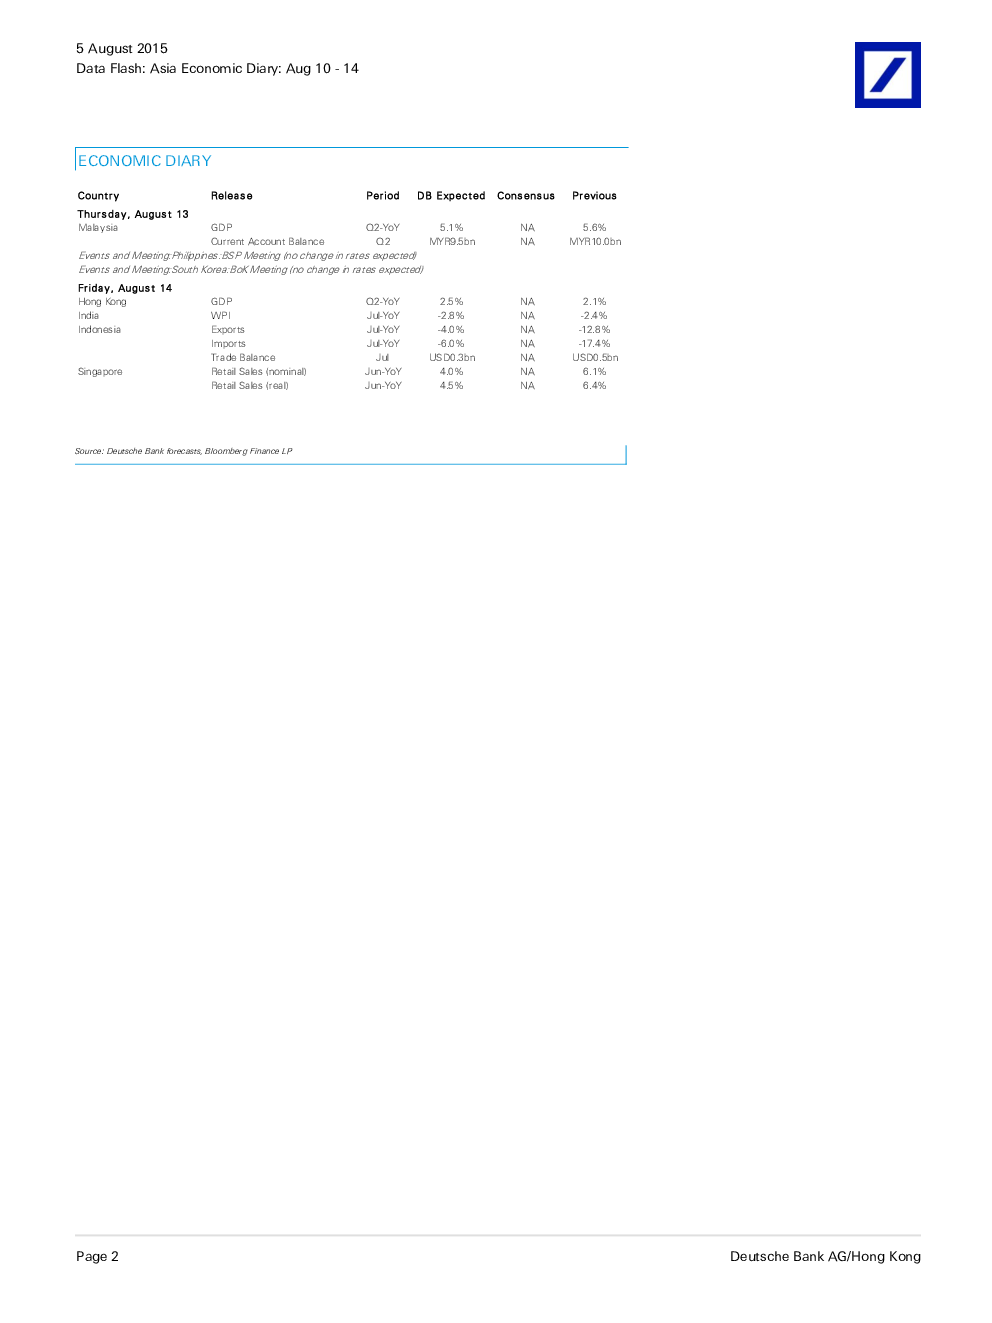 5 August 2015
Data Flash: Asia Economic Diary: Aug 10 - 14
ECONOMIC DIARY
Country Release Period DB Expected Consensus Previous
Thursday, August 13
Malaysia GDP Q2-YoY 5.1% NA 5.6%
Current Account Balance Q2 MYR9.5bn NA MYR10.0bn
Events and Meeting:Philippines:BSP Meeting (no change in rates expected)
Events and Meeting:South Korea:BoK Meeting (no change in rates expected)
Friday, August 14
Hong Kong GDP Q2-YoY 2.5% NA 2.1%
India WPI Jul-YoY -2.8% NA -2.4%
Indonesia Exports Jul-YoY -4.0% NA -12.8%
Imports Jul-YoY -6.0% NA -17.4%
Trade Balance Jul USD0.3bn NA USD0.5bn
Singapore Retail Sales (nominal) Jun-YoY 4.0% NA 6.1%
Retail Sales (real) Jun-YoY 4.5% NA 6.4%
Source: Deutsche Bank forecasts, Bloomberg Finance LP
Page 2 Deutsche Bank AG/Hong Kong